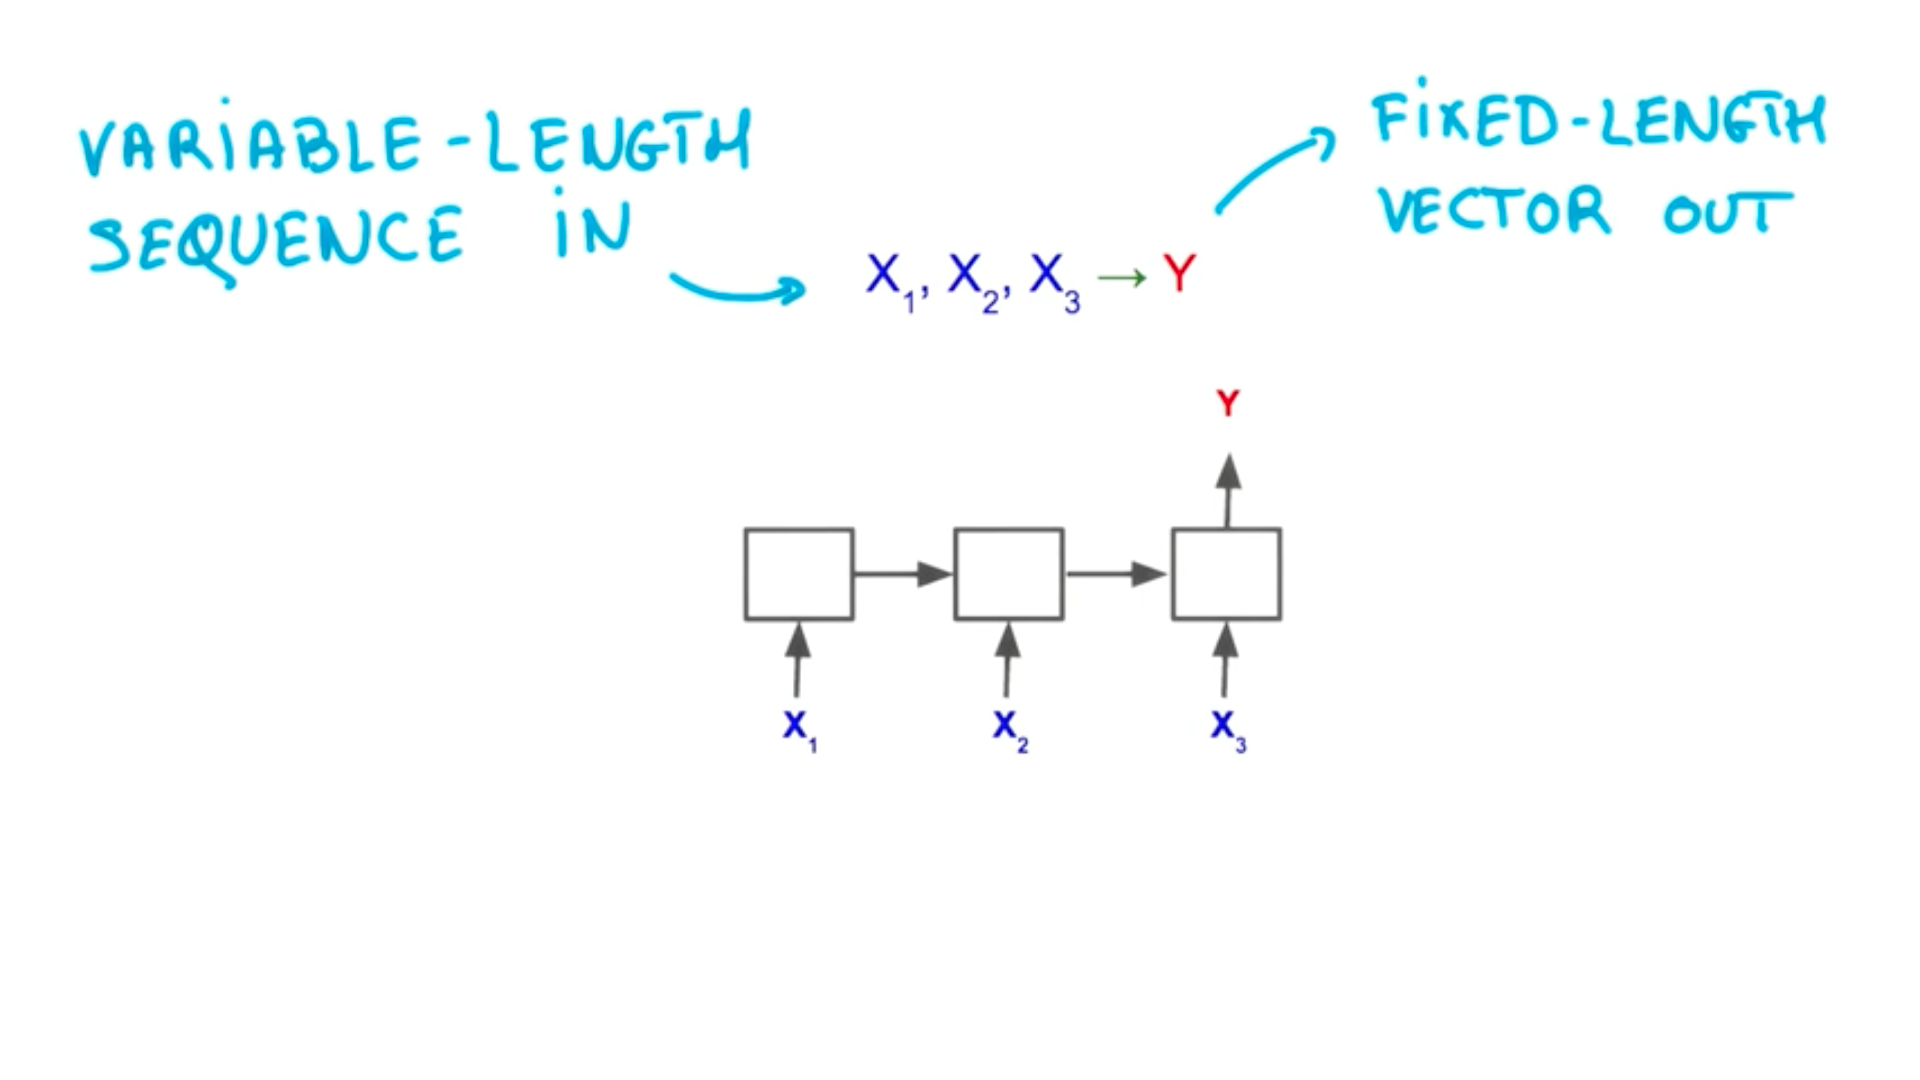 VARIABLE-LENGTH
SEQUENCE IN
FIXED-LENGTH
VECTOR OUT
X₁, X₂, X₃ → Y
Y
X₁ X₂ X₃